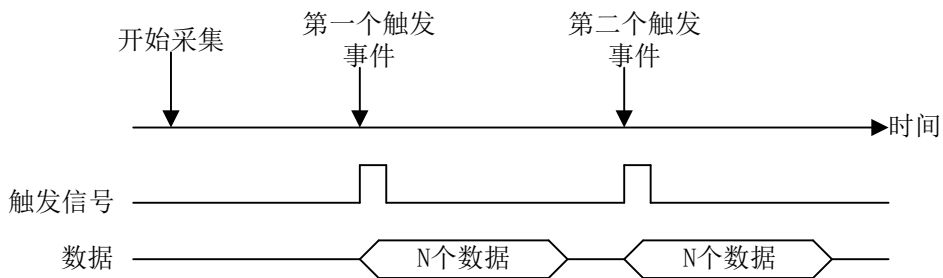 开始采集
第一个触发
事件
第二个触发
事件
时间
触发信号
数据
N个数据
N个数据